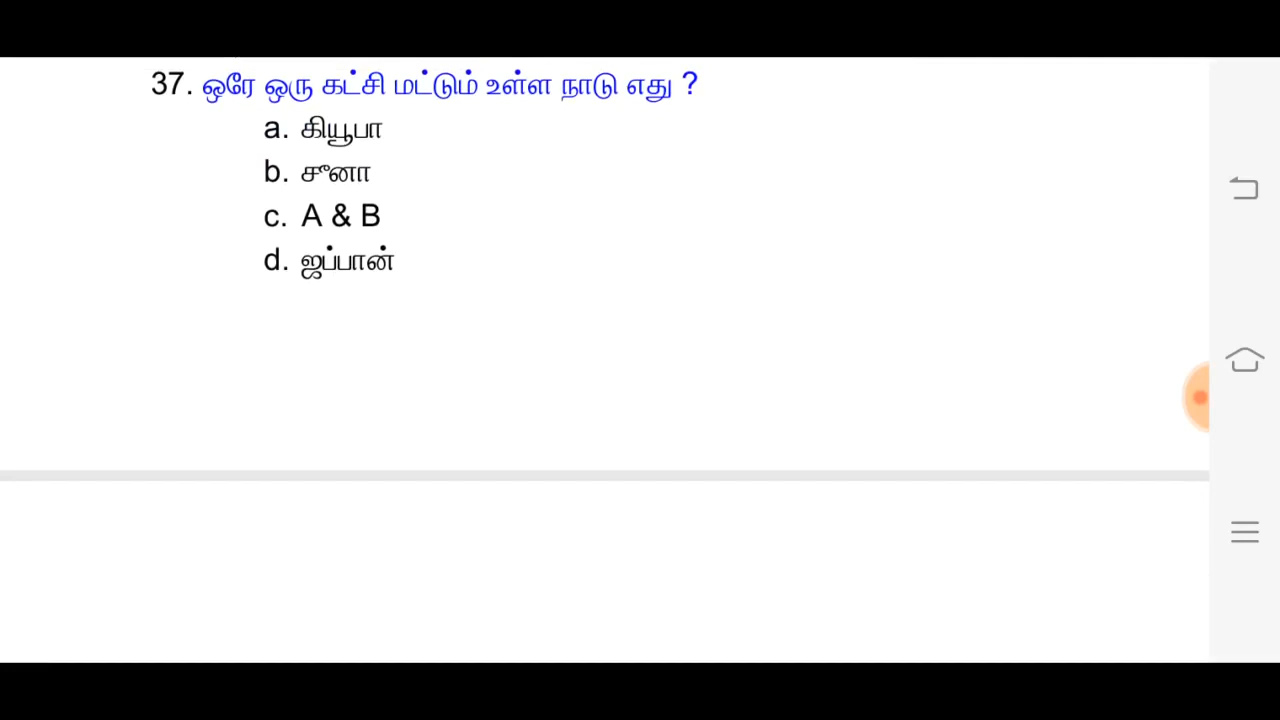 37. ஒரே ஒரு கட்சி மட்டும் உள்ள நாடு எது ?
a. கியூபா
b. சீனா
c. A & B
d. ஜப்பான்